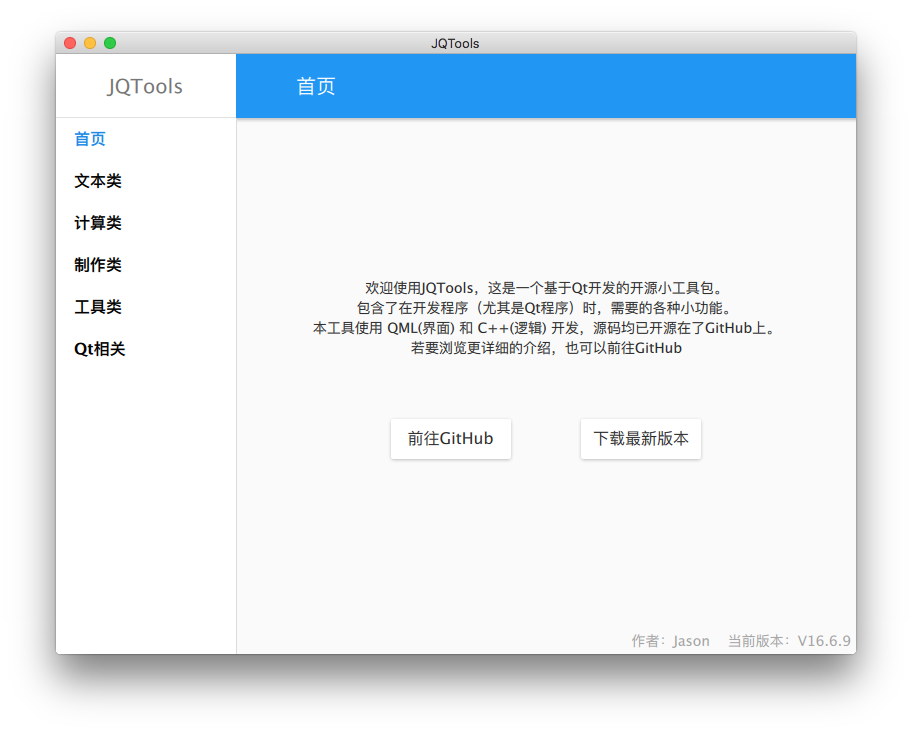 JQTools
JQTools
首页
首页
文本类
计算类
制作类
工具类
Qt相关
欢迎使用JQTools，这是一个基于Qt开发的开源小工具包。
包含了在开发程序（尤其是Qt程序）时，需要的各种小功能。
本工具使用 QML(界面) 和 C++(逻辑) 开发，源码均已开源在了GitHub上。
若要浏览更详细的介绍，也可以前往GitHub
前往GitHub
下载最新版本
作者：Jason 当前版本：V16.6.9